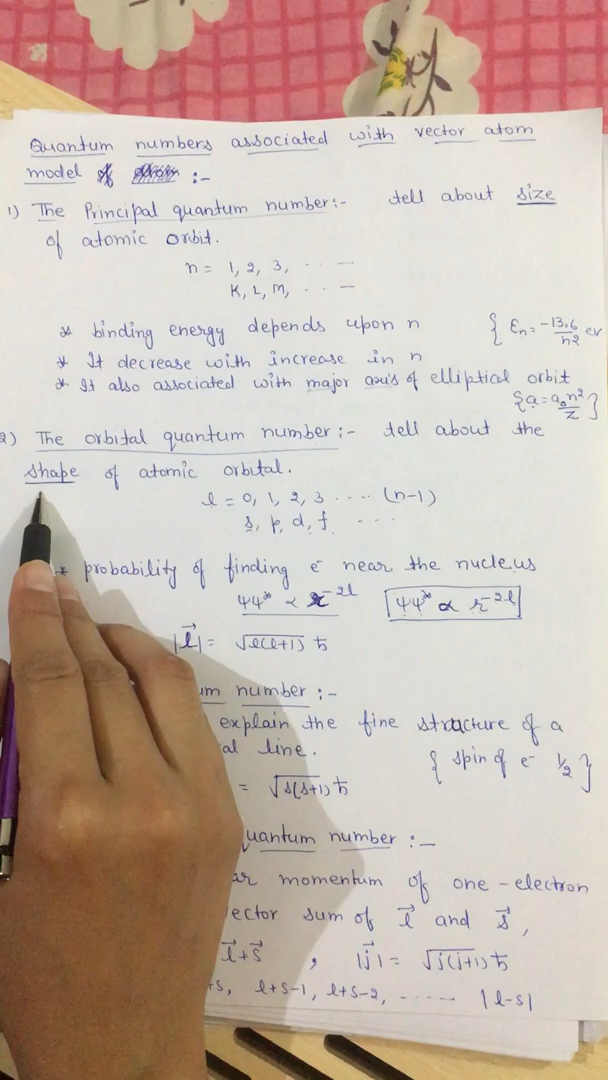 Quantum numbers associated with vector atom
model :-
1) The Principal quantum number:- tell about size
of atomic orbit.
n = 1, 2, 3, ... —
K, L, M, ... —
* binding energy depends upon n { En = -13.6/n² ev
* It decrease with increase in n
* It also associated with major axis of elliptical orbit
{a = a₀n²/Z}
2) The orbital quantum number:- tell about the
shape of atomic orbital.
l = 0, 1, 2, 3 ..... (n-1)
s, p, d, f ...
* probability of finding e⁻ near the nucleus
ψψ* ∝ r⁻²ˡ ψψ* ∝ r⁻²ˡ
|l⃗| = √l(l+1) ħ
um number :-
explain the fine structure of a
al line. { spin of e⁻ 1/2 }
= √s(s+1) ħ
quantum number :-
ar momentum of one-electron
ector sum of l⃗ and s⃗,
l⃗+s⃗ , |j⃗| = √j(j+1) ħ
+s, l+s-1, l+s-2, ...... |l-s|